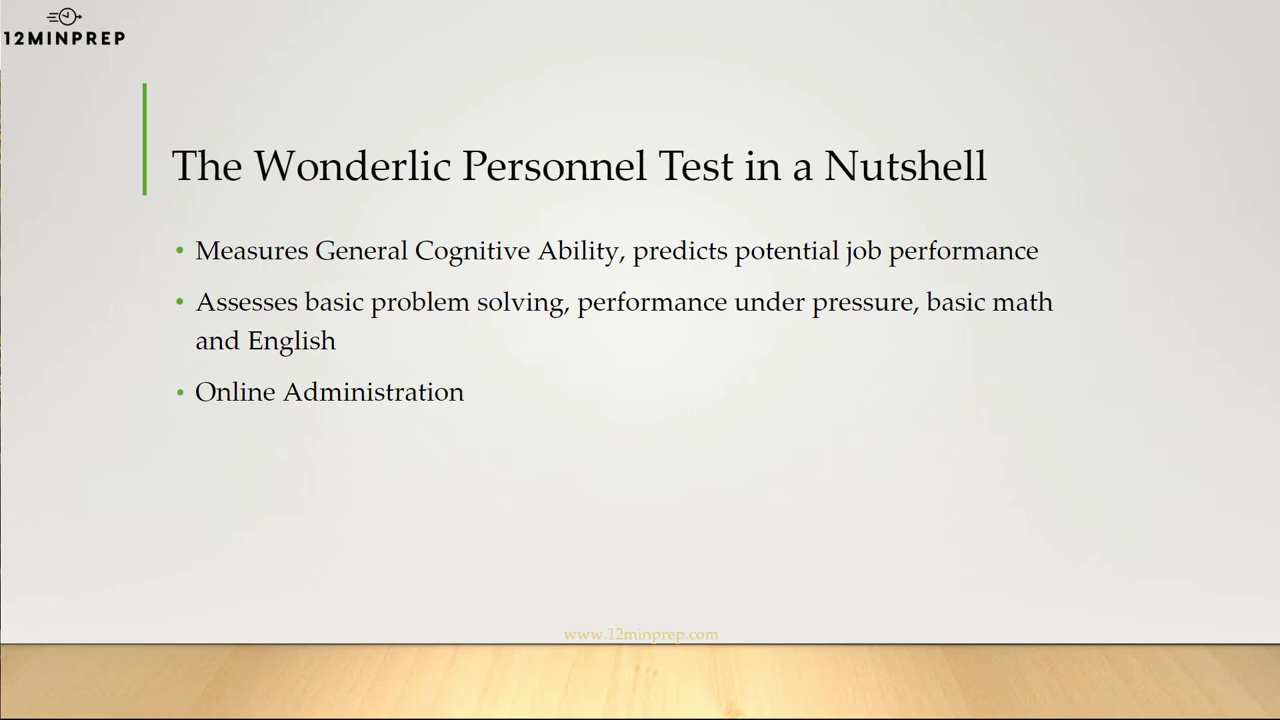 12MINPREP
The Wonderlic Personnel Test in a Nutshell
• Measures General Cognitive Ability, predicts potential job performance
• Assesses basic problem solving, performance under pressure, basic math
and English
• Online Administration
www.12minprep.com